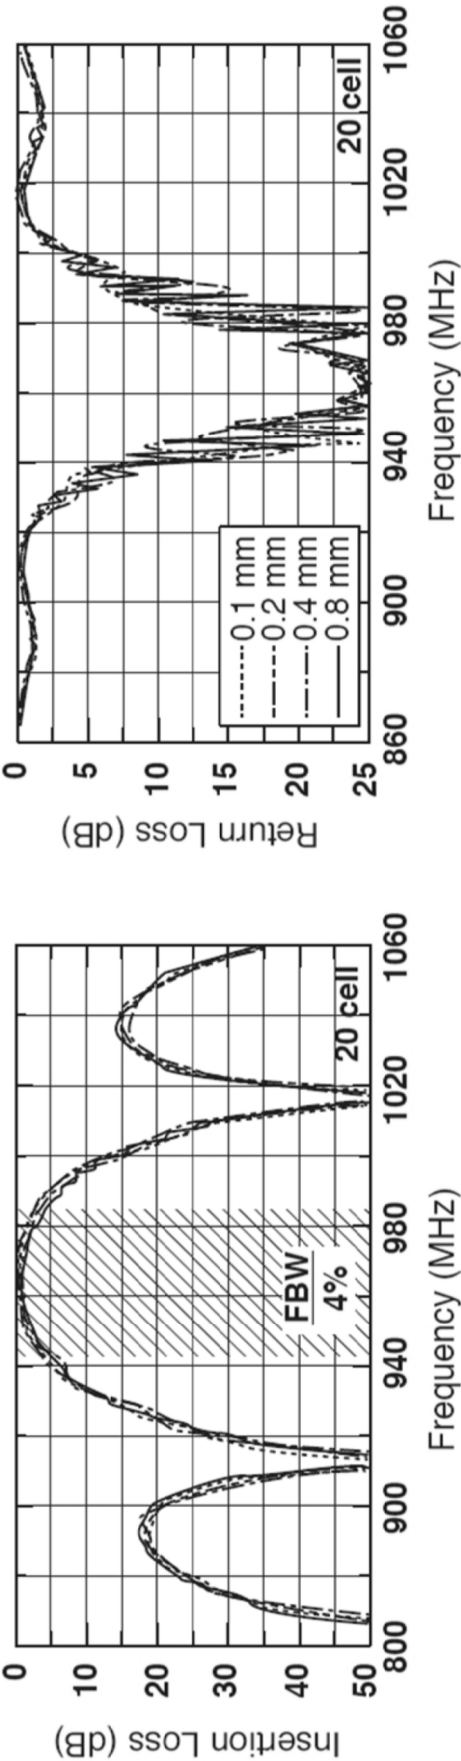 Insertion Loss (dB)
0
10
20
30
40
50
FBW
4%
20 cell
800
900
940
980
1020
1060
Frequency (MHz)
Return Loss (dB)
0
5
10
15
20
25
0.1 mm
0.2 mm
0.4 mm
0.8 mm
20 cell
860
900
940
980
1020
1060
Frequency (MHz)